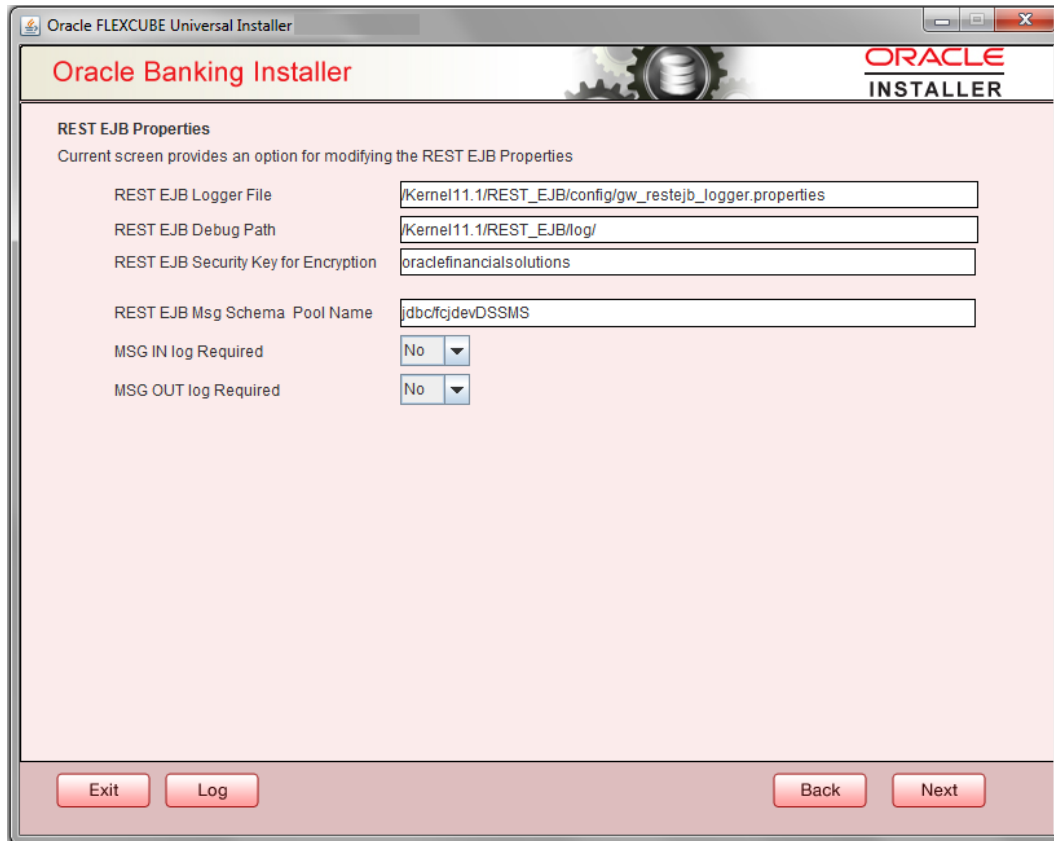 Oracle FLEXCUBE Universal Installer
Oracle Banking Installer
ORACLE
INSTALLER
REST EJB Properties
Current screen provides an option for modifying the REST EJB Properties
REST EJB Logger File /Kernel11.1/REST_EJB/config/gw_restejb_logger.properties
REST EJB Debug Path /Kernel11.1/REST_EJB/log/
REST EJB Security Key for Encryption oraclefinancialsolutions
REST EJB Msg Schema Pool Name jdbc/fcjdevDSSMS
MSG IN log Required No
MSG OUT log Required No
Exit Log Back Next